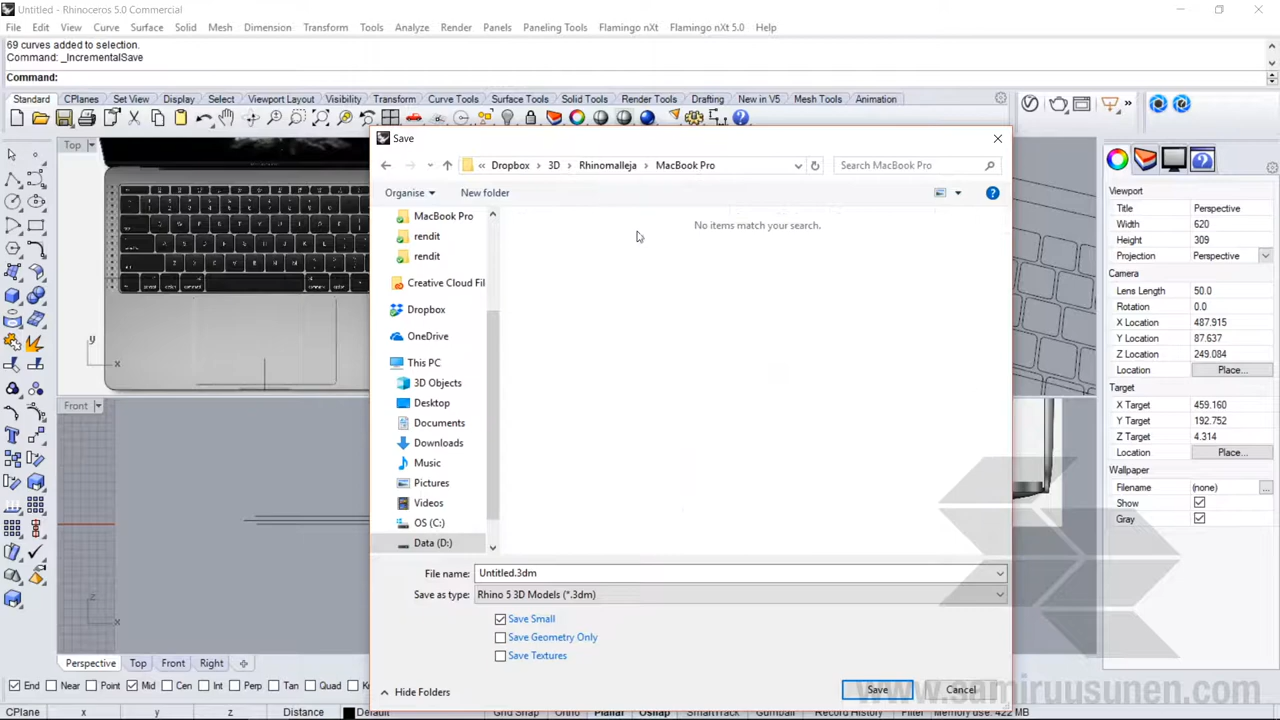 Untitled - Rhinoceros 5.0 Commercial
File Edit View Curve Surface Solid Mesh Dimension Transform Tools Analyze Render Panels Paneling Tools Flamingo nXt Flamingo nXt 5.0 Help
69 curves added to selection.
Command: _IncrementalSave
Command:
Standard CPlanes Set View Display Select Viewport Layout Visibility Transform Curve Tools Surface Tools Solid Tools Mesh Tools Render Tools Drafting New in V5 Animation
Top
Front
Save
« Dropbox › 3D › Rhinomalleja › MacBook Pro
Search MacBook Pro
Organise New folder
MacBook Pro
rendit
rendit
Creative Cloud Fil
Dropbox
OneDrive
This PC
3D Objects
Desktop
Documents
Downloads
Music
Pictures
Videos
OS (C:)
Data (D:)
No items match your search.
File name: Untitled.3dm
Save as type: Rhino 5 3D Models (*.3dm)
Save Small
Save Geometry Only
Save Textures
Hide Folders
Save Cancel
Viewport
Title Perspective
Width 620
Height 309
Projection Perspective
Camera
Lens Length 50.0
Rotation 0.0
X Location 487.915
Y Location 87.637
Z Location 249.084
Location Place...
Target
X Target 459.160
Y Target 192.752
Z Target 4.314
Location Place...
Wallpaper
Filename (none) ...
Show
Gray
y
x
z
x
Perspective Top Front Right
End Near Point Mid Cen Int Perp Tan Quad
CPlane x y z Distance Default Grid Snap Ortho Planar Osnap SmartTrack Gumball Record History Filter
www.samiruusunen.com